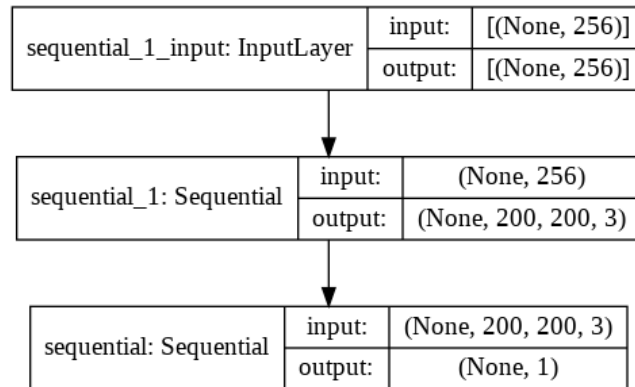 sequential_1_input: InputLayer
input:
[(None, 256)]
output:
[(None, 256)]
sequential_1: Sequential
input:
(None, 256)
output:
(None, 200, 200, 3)
sequential: Sequential
input:
(None, 200, 200, 3)
output:
(None, 1)